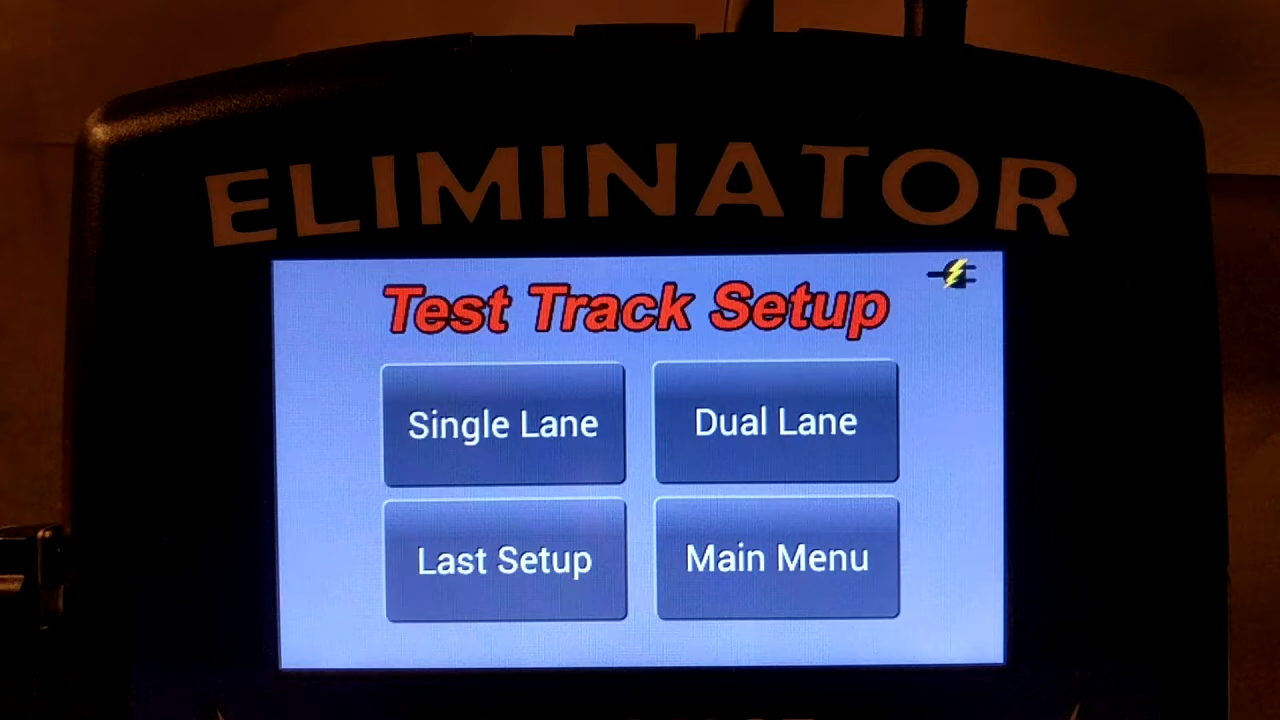 ELIMINATOR
Test Track Setup
Single Lane
Dual Lane
Last Setup
Main Menu